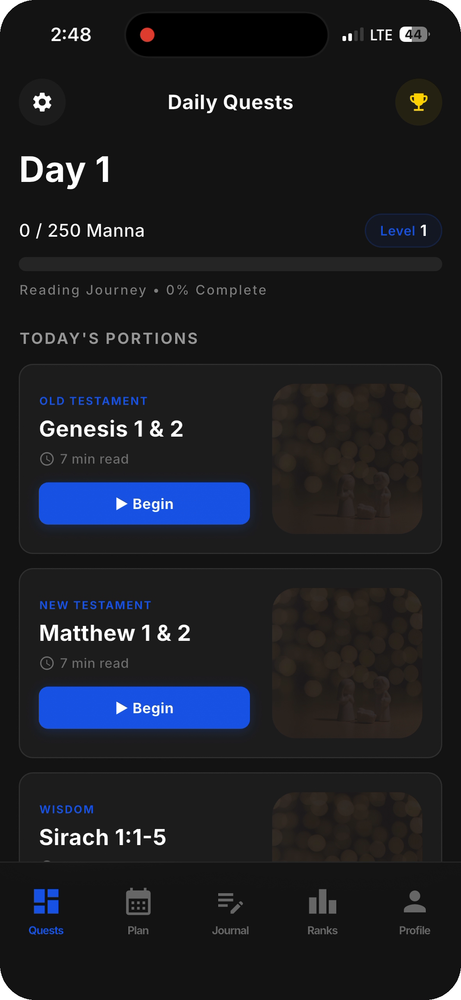 2:48
LTE 44
Daily Quests
Day 1
0 / 250 Manna
Level 1
Reading Journey • 0% Complete
TODAY'S PORTIONS
OLD TESTAMENT
Genesis 1 & 2
7 min read
▶ Begin
NEW TESTAMENT
Matthew 1 & 2
7 min read
▶ Begin
WISDOM
Sirach 1:1-5
Quests
Plan
Journal
Ranks
Profile